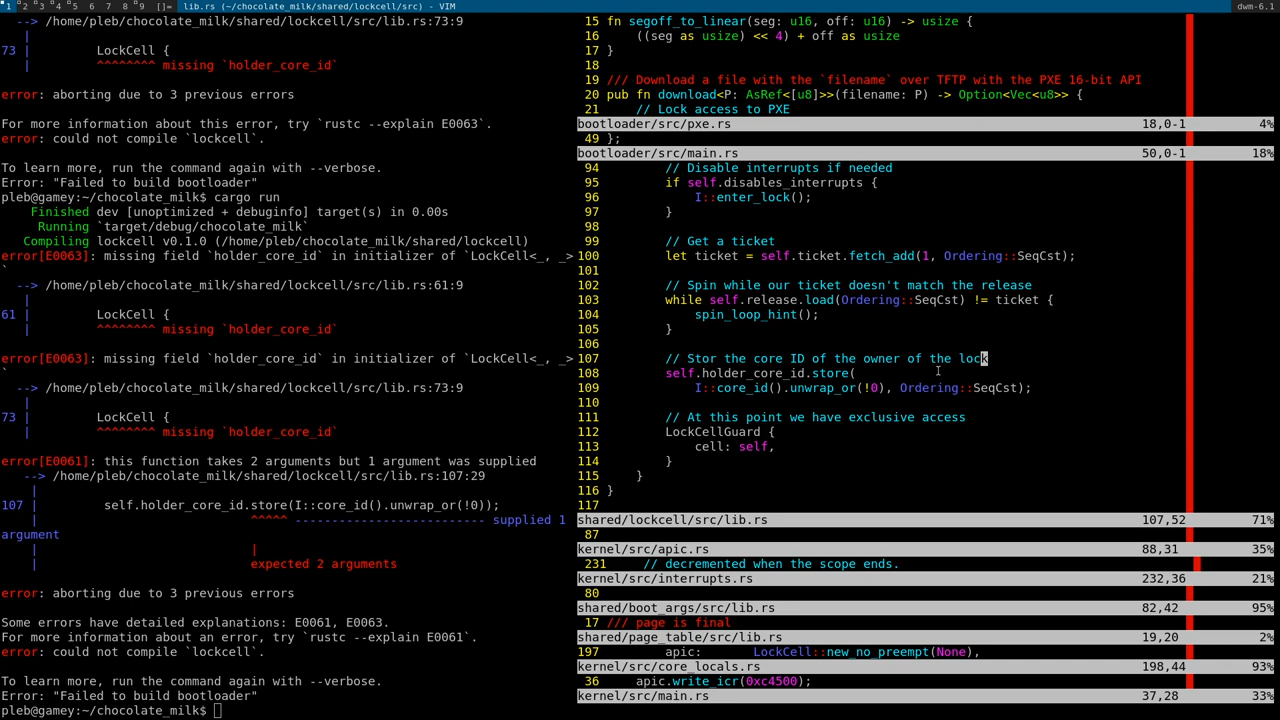 1 2 3 4 5 6 7 8 9 []= lib.rs (~/chocolate_milk/shared/lockcell/src) - VIM dwm-6.1
--> /home/pleb/chocolate_milk/shared/lockcell/src/lib.rs:73:9
|
73 | LockCell {
| ^^^^^^^^ missing `holder_core_id`
error: aborting due to 3 previous errors
For more information about this error, try `rustc --explain E0063`.
error: could not compile `lockcell`.
To learn more, run the command again with --verbose.
Error: "Failed to build bootloader"
pleb@gamey:~/chocolate_milk$ cargo run
Finished dev [unoptimized + debuginfo] target(s) in 0.00s
Running `target/debug/chocolate_milk`
Compiling lockcell v0.1.0 (/home/pleb/chocolate_milk/shared/lockcell)
error[E0063]: missing field `holder_core_id` in initializer of `LockCell<_, _>
`
--> /home/pleb/chocolate_milk/shared/lockcell/src/lib.rs:61:9
|
61 | LockCell {
| ^^^^^^^^ missing `holder_core_id`
error[E0063]: missing field `holder_core_id` in initializer of `LockCell<_, _>
`
--> /home/pleb/chocolate_milk/shared/lockcell/src/lib.rs:73:9
|
73 | LockCell {
| ^^^^^^^^ missing `holder_core_id`
error[E0061]: this function takes 2 arguments but 1 argument was supplied
--> /home/pleb/chocolate_milk/shared/lockcell/src/lib.rs:107:29
|
107 | self.holder_core_id.store(I::core_id().unwrap_or(!0));
| ^^^^^ ------------------------- supplied 1
argument
| |
| expected 2 arguments
error: aborting due to 3 previous errors
Some errors have detailed explanations: E0061, E0063.
For more information about an error, try `rustc --explain E0061`.
error: could not compile `lockcell`.
To learn more, run the command again with --verbose.
Error: "Failed to build bootloader"
pleb@gamey:~/chocolate_milk$
15 fn segoff_to_linear(seg: u16, off: u16) -> usize {
16 ((seg as usize) << 4) + off as usize
17 }
18
19 /// Download a file with the `filename` over TFTP with the PXE 16-bit API
20 pub fn download<P: AsRef<[u8]>>(filename: P) -> Option<Vec<u8>> {
21 // Lock access to PXE
bootloader/src/pxe.rs 18,0-1 4%
49 };
bootloader/src/main.rs 50,0-1 18%
94 // Disable interrupts if needed
95 if self.disables_interrupts {
96 I::enter_lock();
97 }
98
99 // Get a ticket
100 let ticket = self.ticket.fetch_add(1, Ordering::SeqCst);
101
102 // Spin while our ticket doesn't match the release
103 while self.release.load(Ordering::SeqCst) != ticket {
104 spin_loop_hint();
105 }
106
107 // Stor the core ID of the owner of the lock
108 self.holder_core_id.store(
109 I::core_id().unwrap_or(!0), Ordering::SeqCst);
110
111 // At this point we have exclusive access
112 LockCellGuard {
113 cell: self,
114 }
115 }
116 }
117
shared/lockcell/src/lib.rs 107,52 71%
87
kernel/src/apic.rs 88,31 35%
231 // decremented when the scope ends.
kernel/src/interrupts.rs 232,36 21%
80
shared/boot_args/src/lib.rs 82,42 95%
17 /// page is final
shared/page_table/src/lib.rs 19,20 2%
197 apic: LockCell::new_no_preempt(None),
kernel/src/core_locals.rs 198,44 93%
36 apic.write_icr(0xc4500);
kernel/src/main.rs 37,28 33%